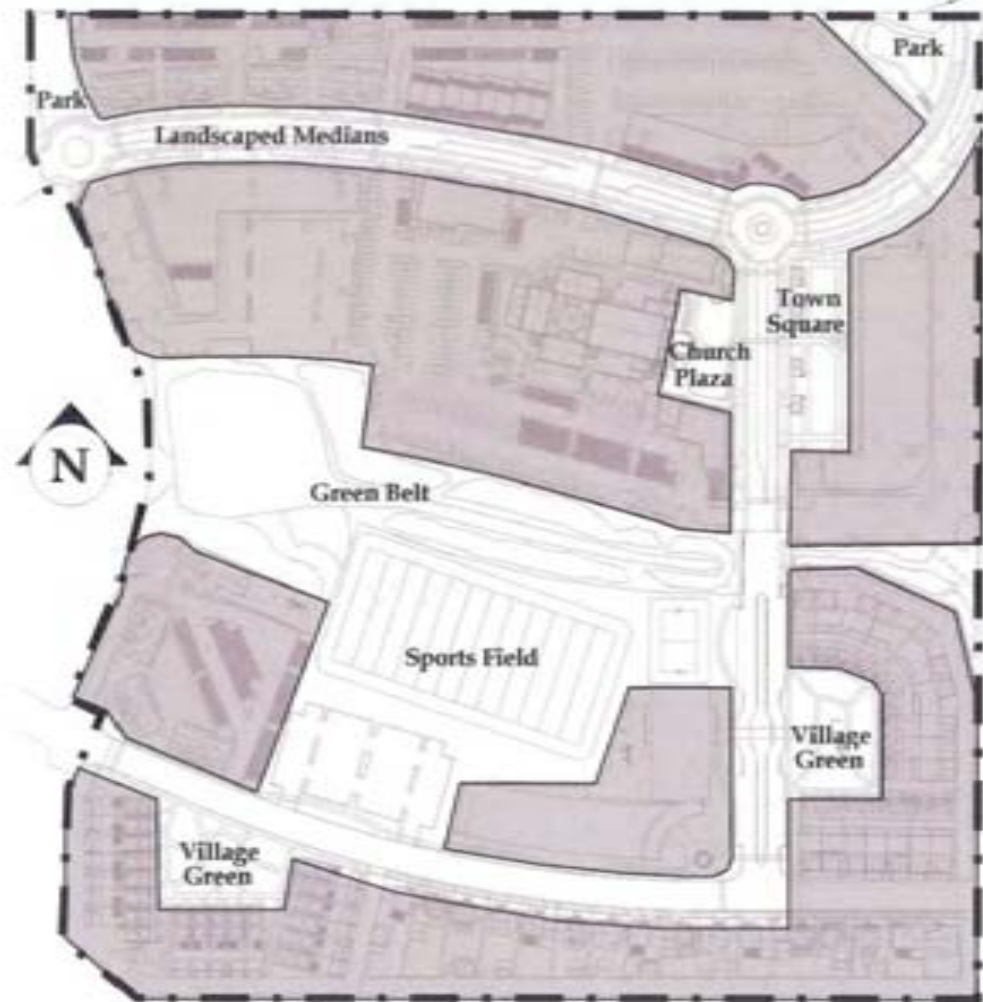 Park
Park
Landscaped Medians
Town
Square
Church
Plaza
N
Green Belt
Sports Field
Village
Green
Village
Green